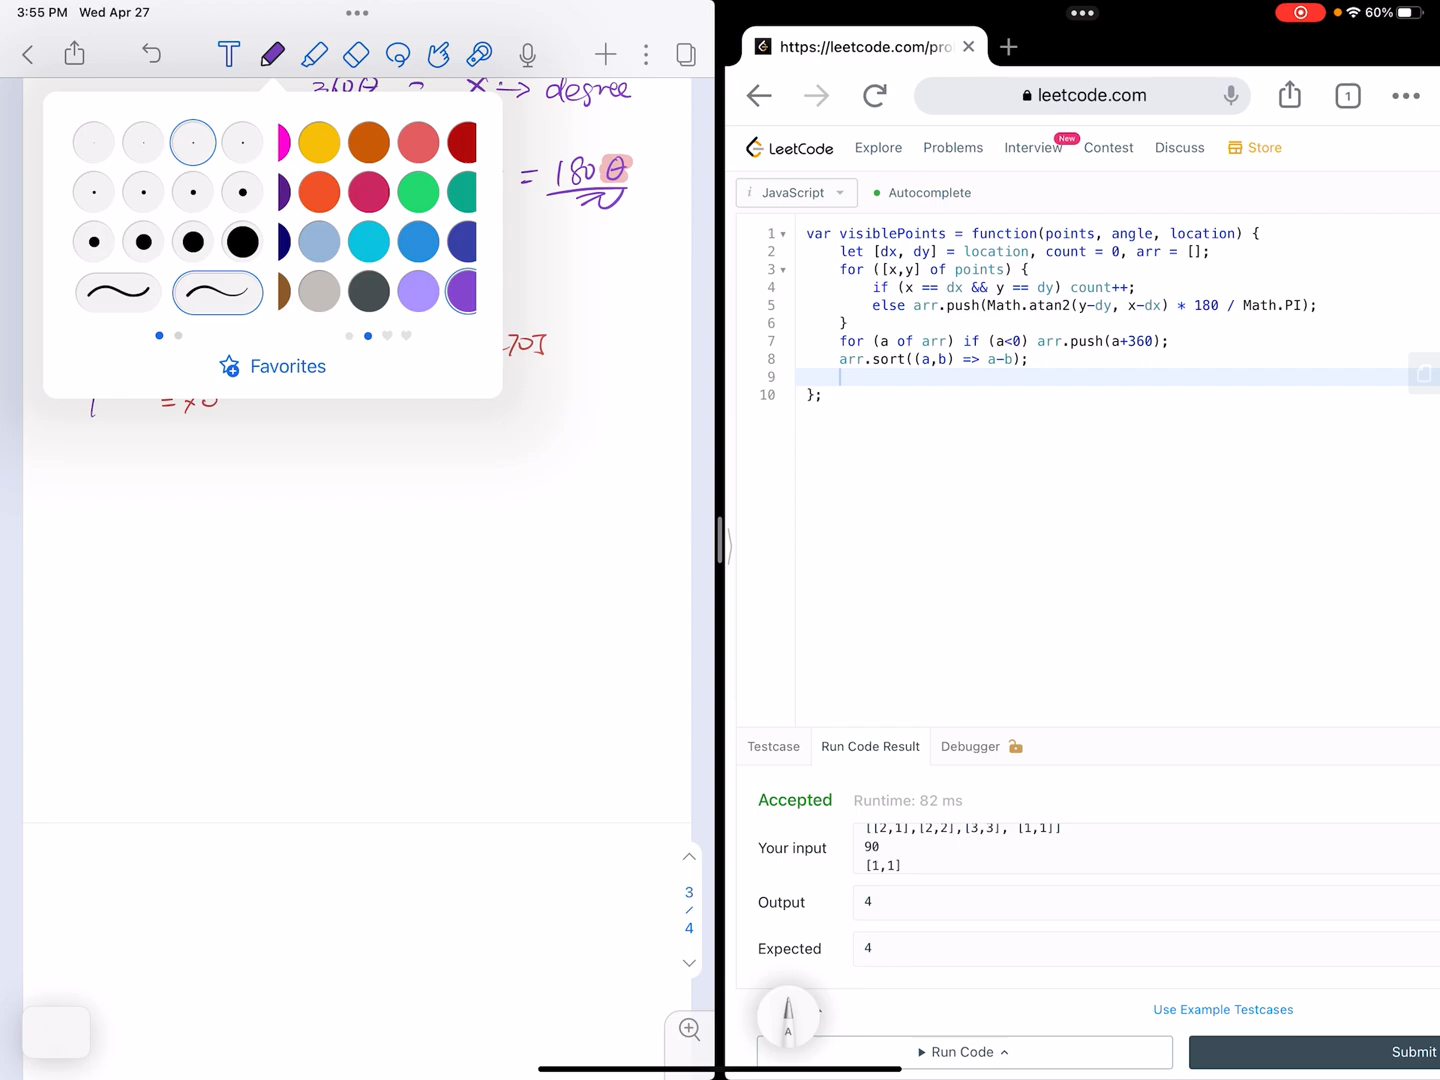 3:55 PM Wed Apr 27
60%
https://leetcode.com/pro
T
leetcode.com
1
360θ = x → degree
= 180 θ
Favorites
= 70
3
4
LeetCode Explore Problems Interview New Contest Discuss Store
i JavaScript Autocomplete
1 var visiblePoints = function(points, angle, location) {
2 let [dx, dy] = location, count = 0, arr = [];
3 for ([x,y] of points) {
4 if (x == dx && y == dy) count++;
5 else arr.push(Math.atan2(y-dy, x-dx) * 180 / Math.PI);
6 }
7 for (a of arr) if (a<0) arr.push(a+360);
8 arr.sort((a,b) => a-b);
9
10 };
Testcase Run Code Result Debugger
Accepted Runtime: 82 ms
Your input
[[2,1],[2,2],[3,3], [1,1]]
90
[1,1]
Output 4
Expected 4
A
Use Example Testcases
Run Code
Submit